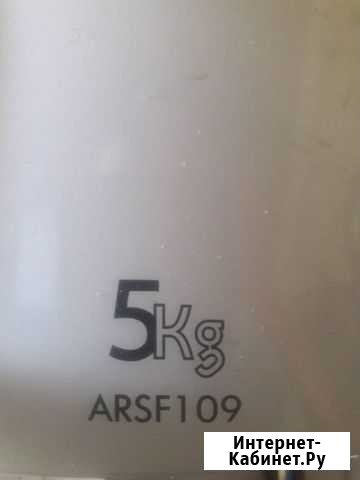 5Kg
ARSF109
Интернет-
Кабинет.Ру